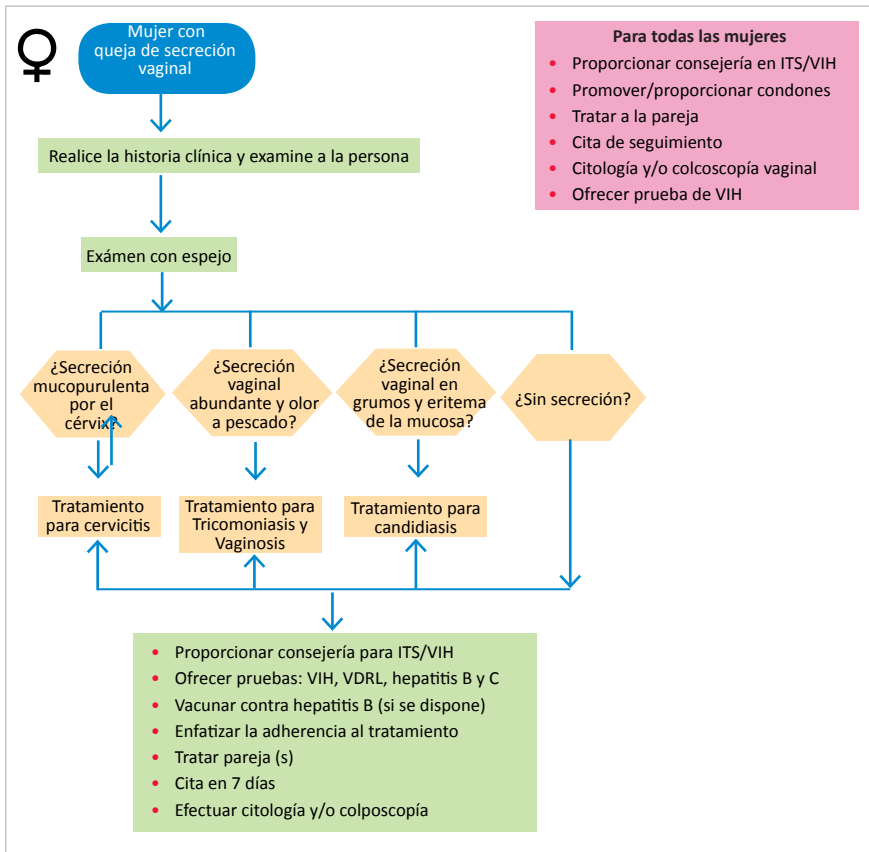 Mujer con
queja de secreción
vaginal
Para todas las mujeres
• Proporcionar consejería en ITS/VIH
• Promover/proporcionar condones
• Tratar a la pareja
• Cita de seguimiento
• Citología y/o colcoscopía vaginal
• Ofrecer prueba de VIH
Realice la historia clínica y examine a la persona
Exámen con espejo
¿Secreción
mucopurulenta
por el
cérvix?
¿Secreción
vaginal
abundante y olor
a pescado?
¿Secreción
vaginal en
grumos y eritema
de la mucosa?
¿Sin secreción?
Tratamiento
para cervicitis
Tratamiento para
Tricomoniasis y
Vaginosis
Tratamiento para
candidiasis
• Proporcionar consejería para ITS/VIH
• Ofrecer pruebas: VIH, VDRL, hepatitis B y C
• Vacunar contra hepatitis B (si se dispone)
• Enfatizar la adherencia al tratamiento
• Tratar pareja (s)
• Cita en 7 días
• Efectuar citología y/o colposcopía